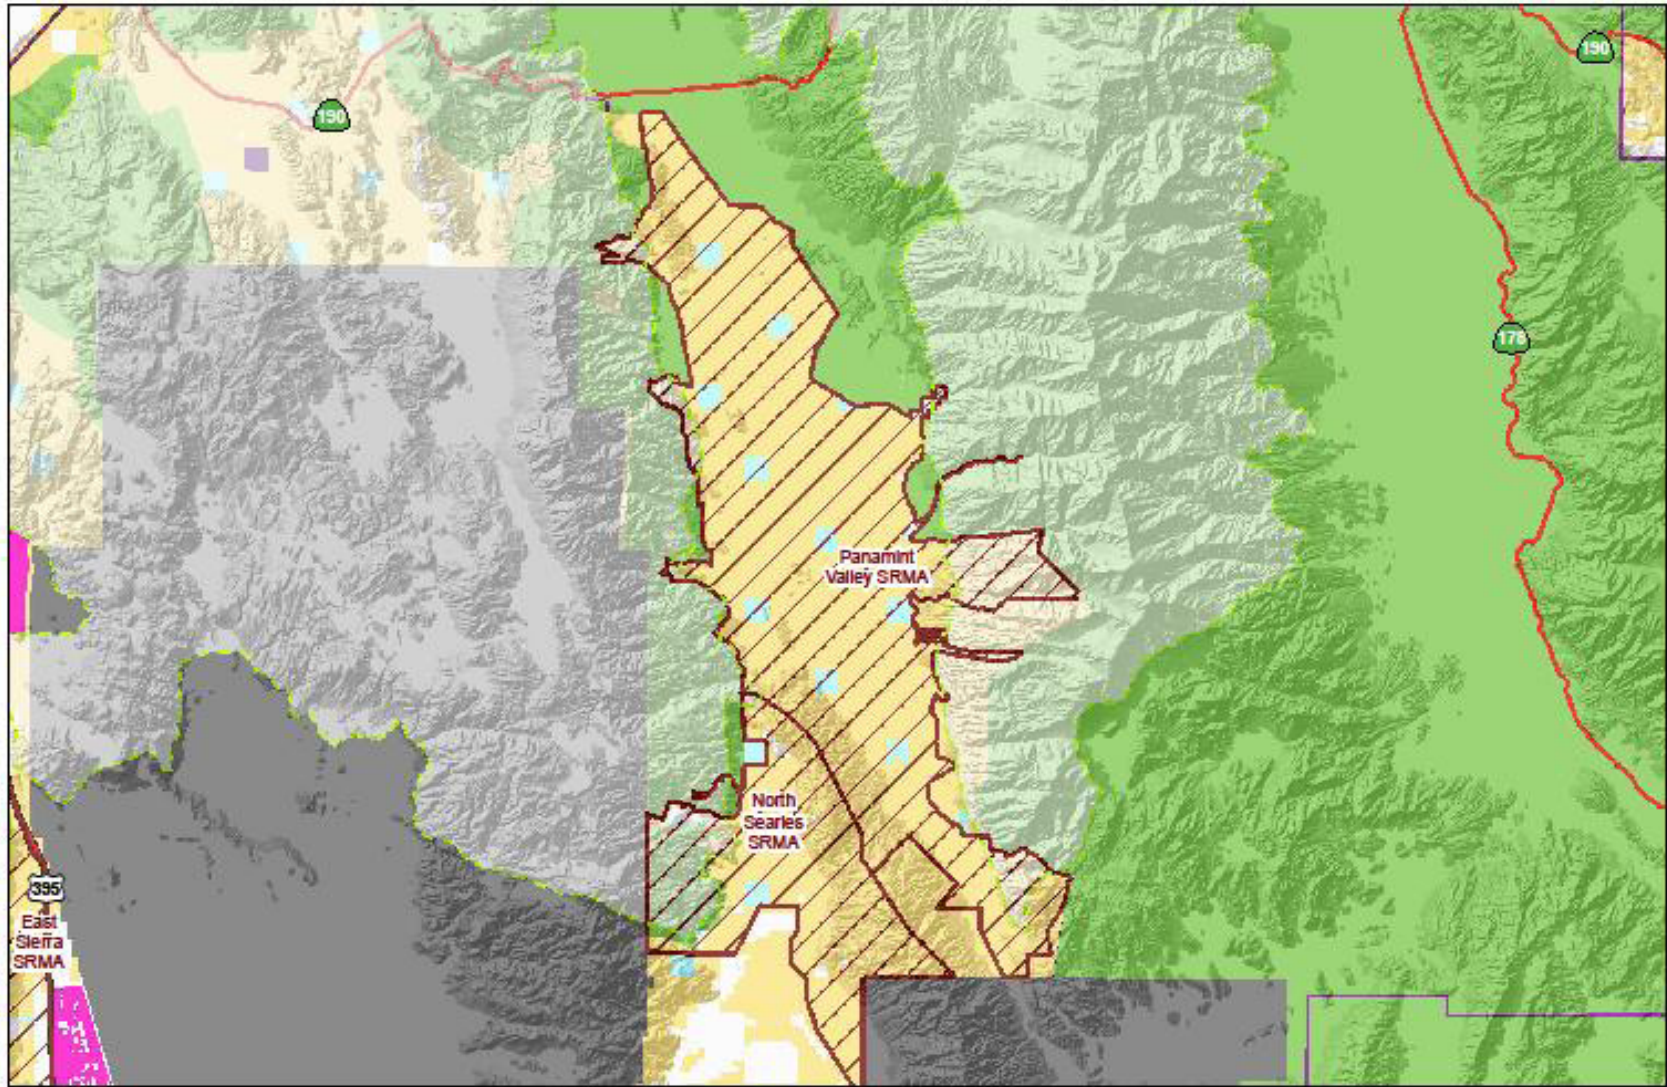 190
190
178
Panamint
Valley SRMA
North
Searles
SRMA
395
East
Sierra
SRMA